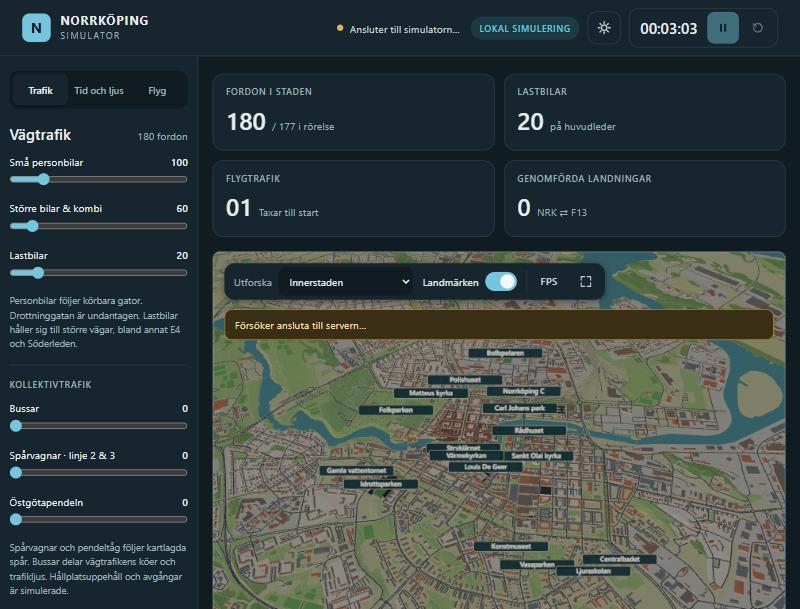 N
NORRKÖPING
SIMULATOR
Ansluter till simulatorn...
LOKAL SIMULERING
00:03:03
Trafik
Tid och ljus
Flyg
Vägtrafik
180 fordon
Små personbilar
100
Större bilar & kombi
60
Lastbilar
20
Personbilar följer körbara gator.
Drottninggatan är undantagen. Lastbilar
håller sig till större vägar, bland annat E4
och Söderleden.
KOLLEKTIVTRAFIK
Bussar
0
Spårvagnar · linje 2 & 3
0
Östgötapendeln
0
Spårvagnar och pendeltåg följer kartlagda
spår. Bussar delar vägtrafikens köer och
trafikljus. Hållplatsuppehåll och avgångar
är simulerade.
FORDON I STADEN
180 / 177 i rörelse
LASTBILAR
20 på huvudleder
FLYGTRAFIK
01 Taxar till start
GENOMFÖRDA LANDNINGAR
0 NRK ⇄ F13
Utforska
Innerstaden
Landmärken
FPS
Försöker ansluta till servern...
Bollspelaren
Polishuset
Matteus kyrka
Norrköping C
Folkparken
Carl Johans park
Rådhuset
Strykjärnet
Värmekyrkan
Sankt Olai kyrka
Louis De Geer
Gamla vattentornet
Idrottsparken
Konstmuseet
Centralbadet
Vasaparken
Ljuraskolan